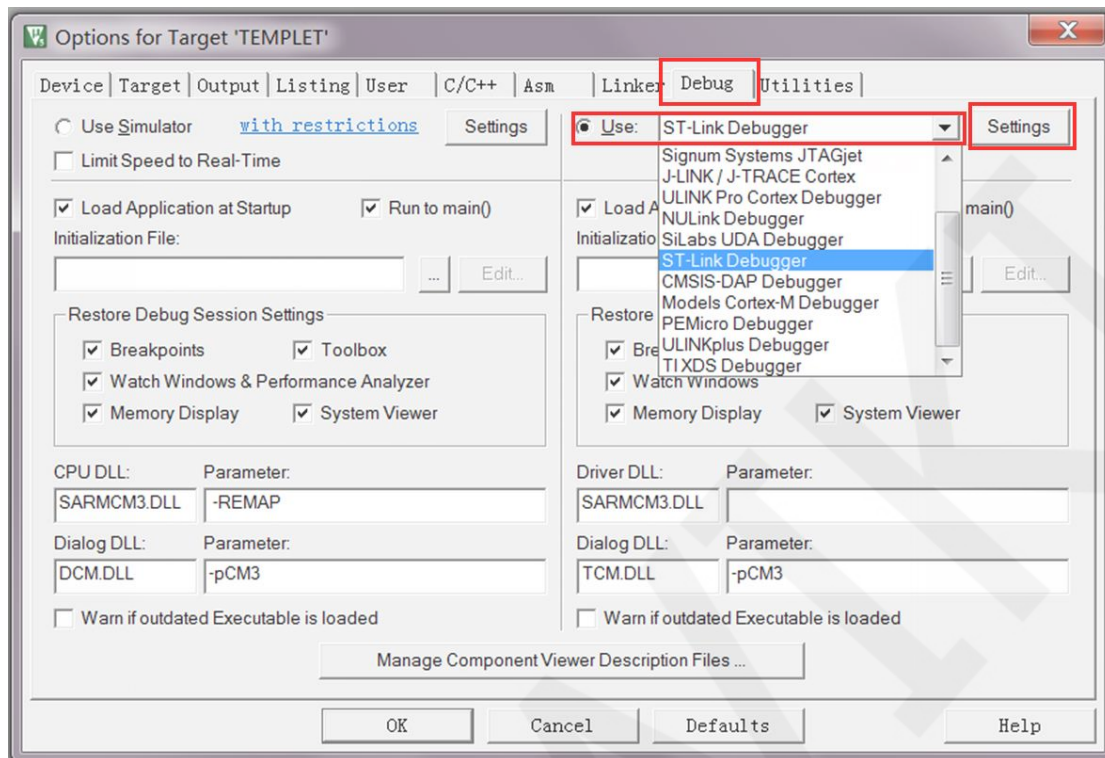 Options for Target 'TEMPLET'
Device Target Output Listing User C/C++ Asm Linker Debug Utilities
Use Simulator with restrictions Settings
Limit Speed to Real-Time
Load Application at Startup Run to main()
Initialization File:
... Edit...
Restore Debug Session Settings
Breakpoints Toolbox
Watch Windows & Performance Analyzer
Memory Display System Viewer
CPU DLL: Parameter:
SARMCM3.DLL -REMAP
Dialog DLL: Parameter:
DCM.DLL -pCM3
Warn if outdated Executable is loaded
Use: ST-Link Debugger Settings
Signum Systems JTAGjet
J-LINK / J-TRACE Cortex
ULINK Pro Cortex Debugger
Load A NULink Debugger main()
Initializatio SiLabs UDA Debugger
ST-Link Debugger Edit...
CMSIS-DAP Debugger
Models Cortex-M Debugger
Restore PEMicro Debugger
Bre ULINKplus Debugger
TI XDS Debugger
Watch Windows
Memory Display System Viewer
Driver DLL: Parameter:
SARMCM3.DLL
Dialog DLL: Parameter:
TCM.DLL -pCM3
Warn if outdated Executable is loaded
Manage Component Viewer Description Files ...
OK Cancel Defaults Help